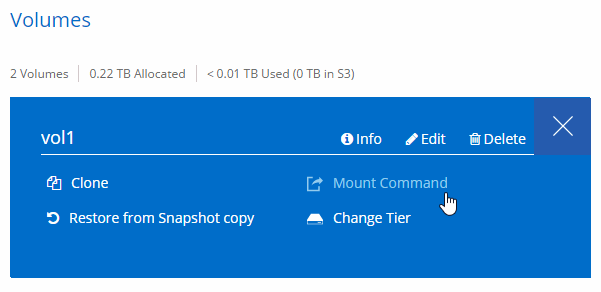 Volumes
2 Volumes 0.22 TB Allocated < 0.01 TB Used (0 TB in S3)
vol1 Info Edit Delete
Clone Mount Command
Restore from Snapshot copy Change Tier